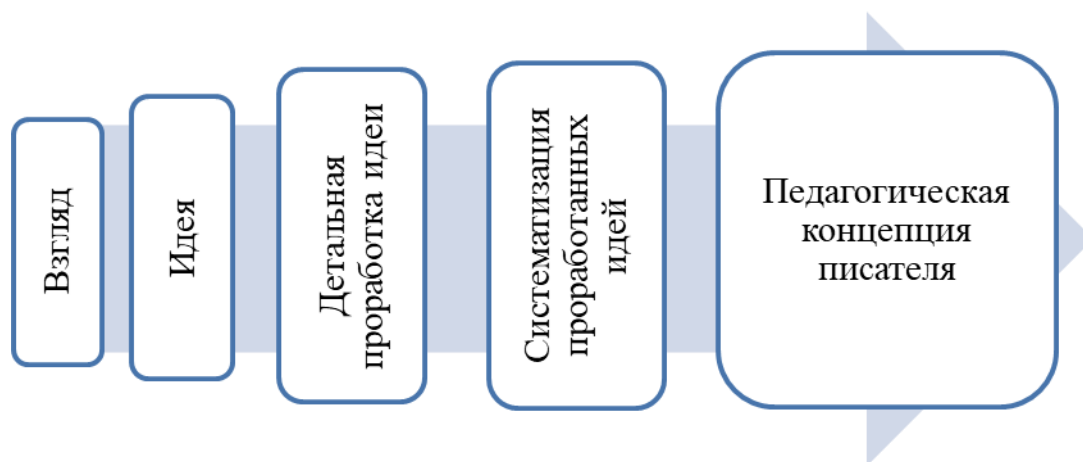 Взгляд
Идея
Детальная
проработка идеи
Систематизация
проработанных
идей
Педагогическая
концепция
писателя